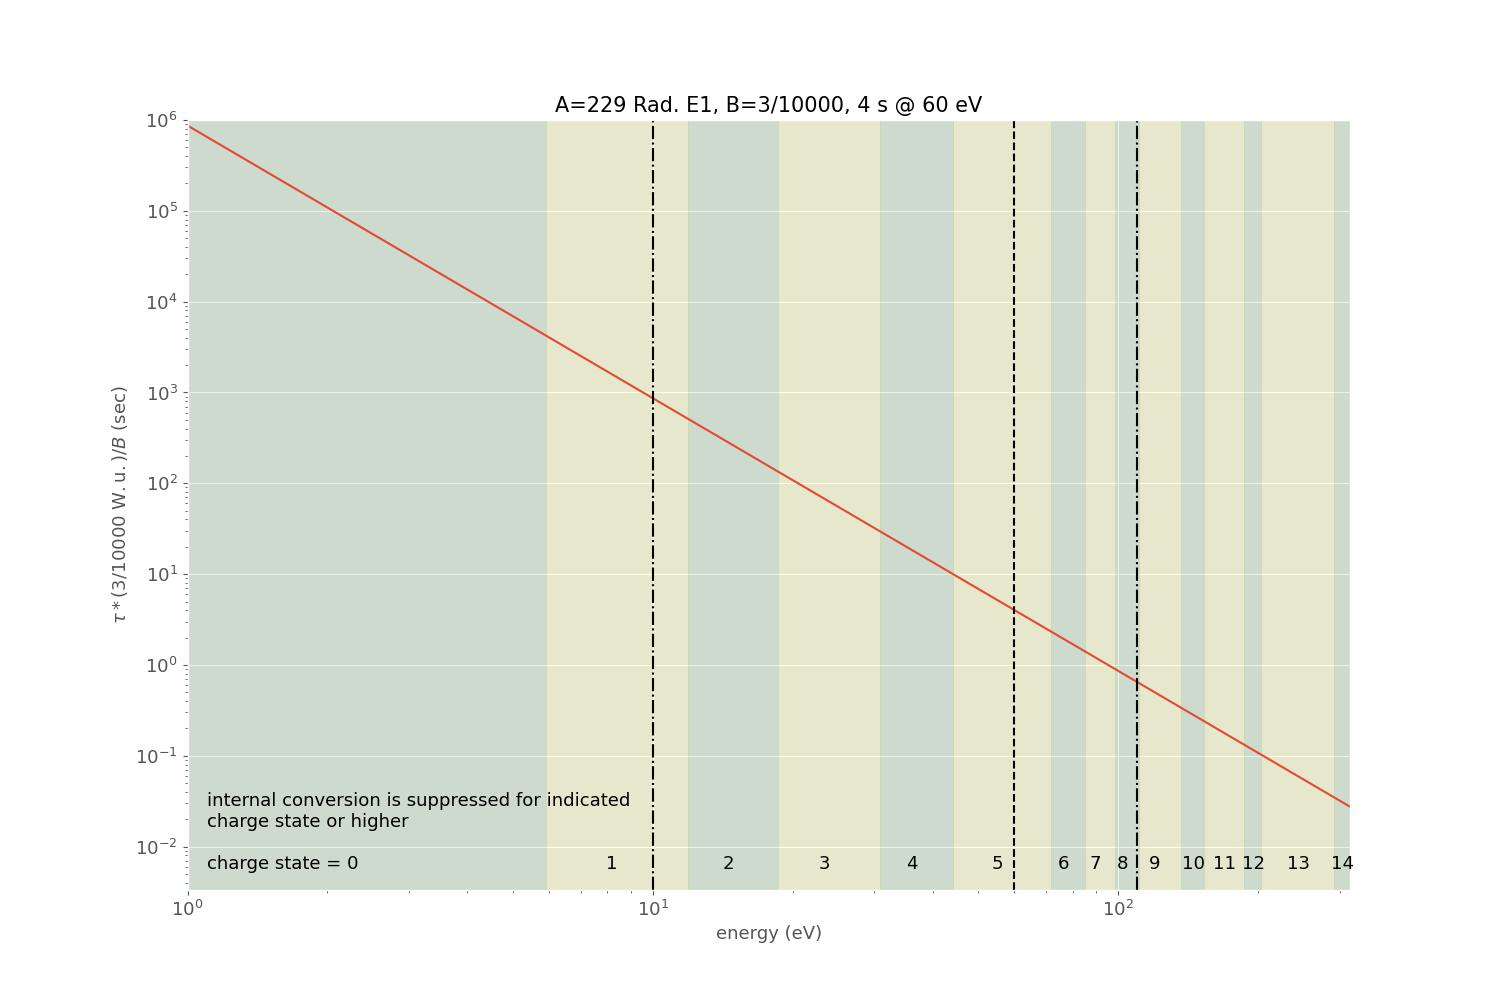 A=229 Rad. E1, B=3/10000, 4 s @ 60 eV
10⁶
10⁵
10⁴
10³
10²
10¹
10⁰
10⁻¹
10⁻²
τ * (3/10000 W. u. )/B (sec)
internal conversion is suppressed for indicated
charge state or higher
charge state = 0 1 2 3 4 5 6 7 8 9 10 11 12 13 14
10⁰ 10¹ 10²
energy (eV)